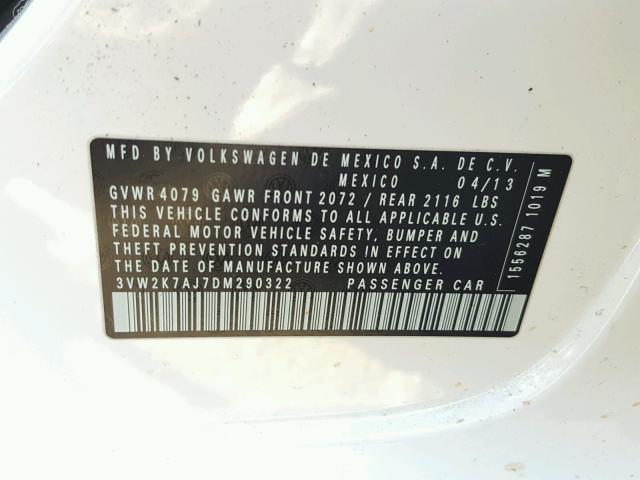 MFD BY VOLKSWAGEN DE MEXICO S.A. DE C.V.
MEXICO 04/13
GVWR 4079 GAWR FRONT 2072 / REAR 2116 LBS
THIS VEHICLE CONFORMS TO ALL APPLICABLE U.S.
FEDERAL MOTOR VEHICLE SAFETY, BUMPER AND
THEFT PREVENTION STANDARDS IN EFFECT ON
THE DATE OF MANUFACTURE SHOWN ABOVE.
3VW2K7AJ7DM290322 PASSENGER CAR
1556287 1019 M